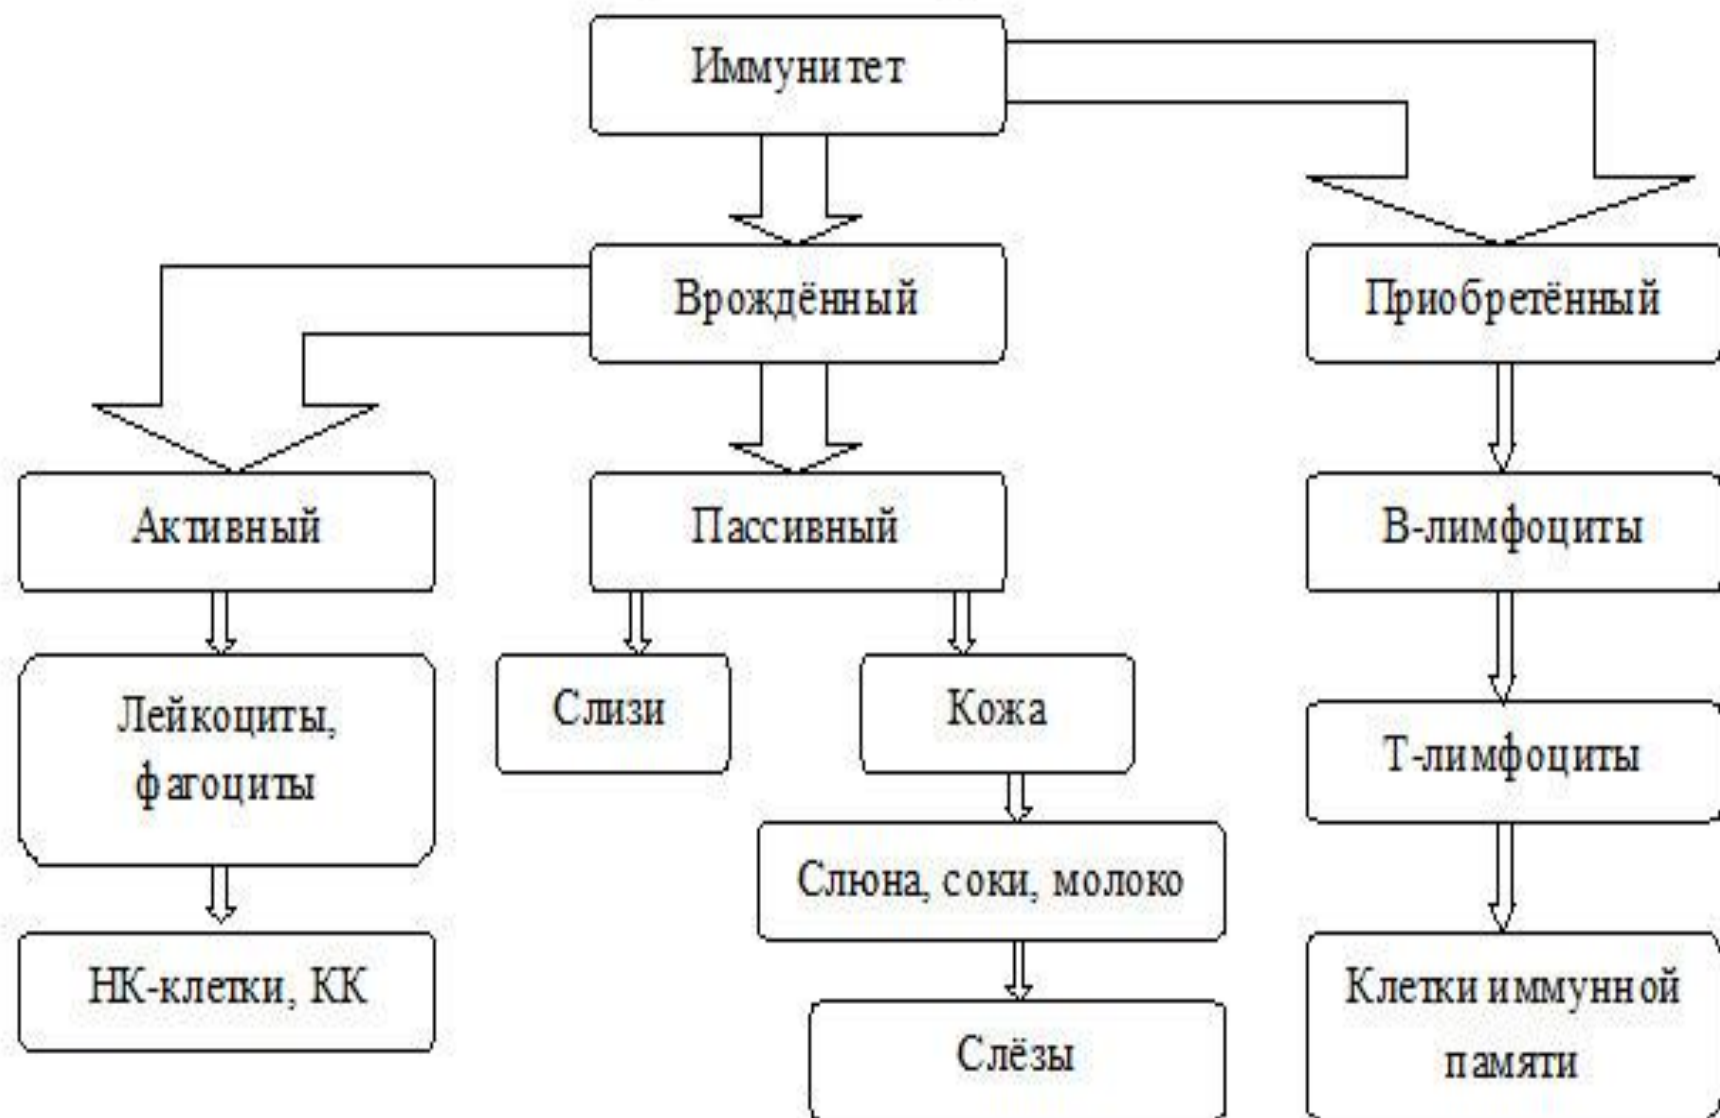 Иммунитет
Врождённый
Приобретённый
Активный
Пассивный
В-лимфоциты
Лейкоциты,
фагоциты
Слизи
Кожа
Т-лимфоциты
Слюна, соки, молоко
НК-клетки, КК
Слёзы
Клетки иммунной
памяти